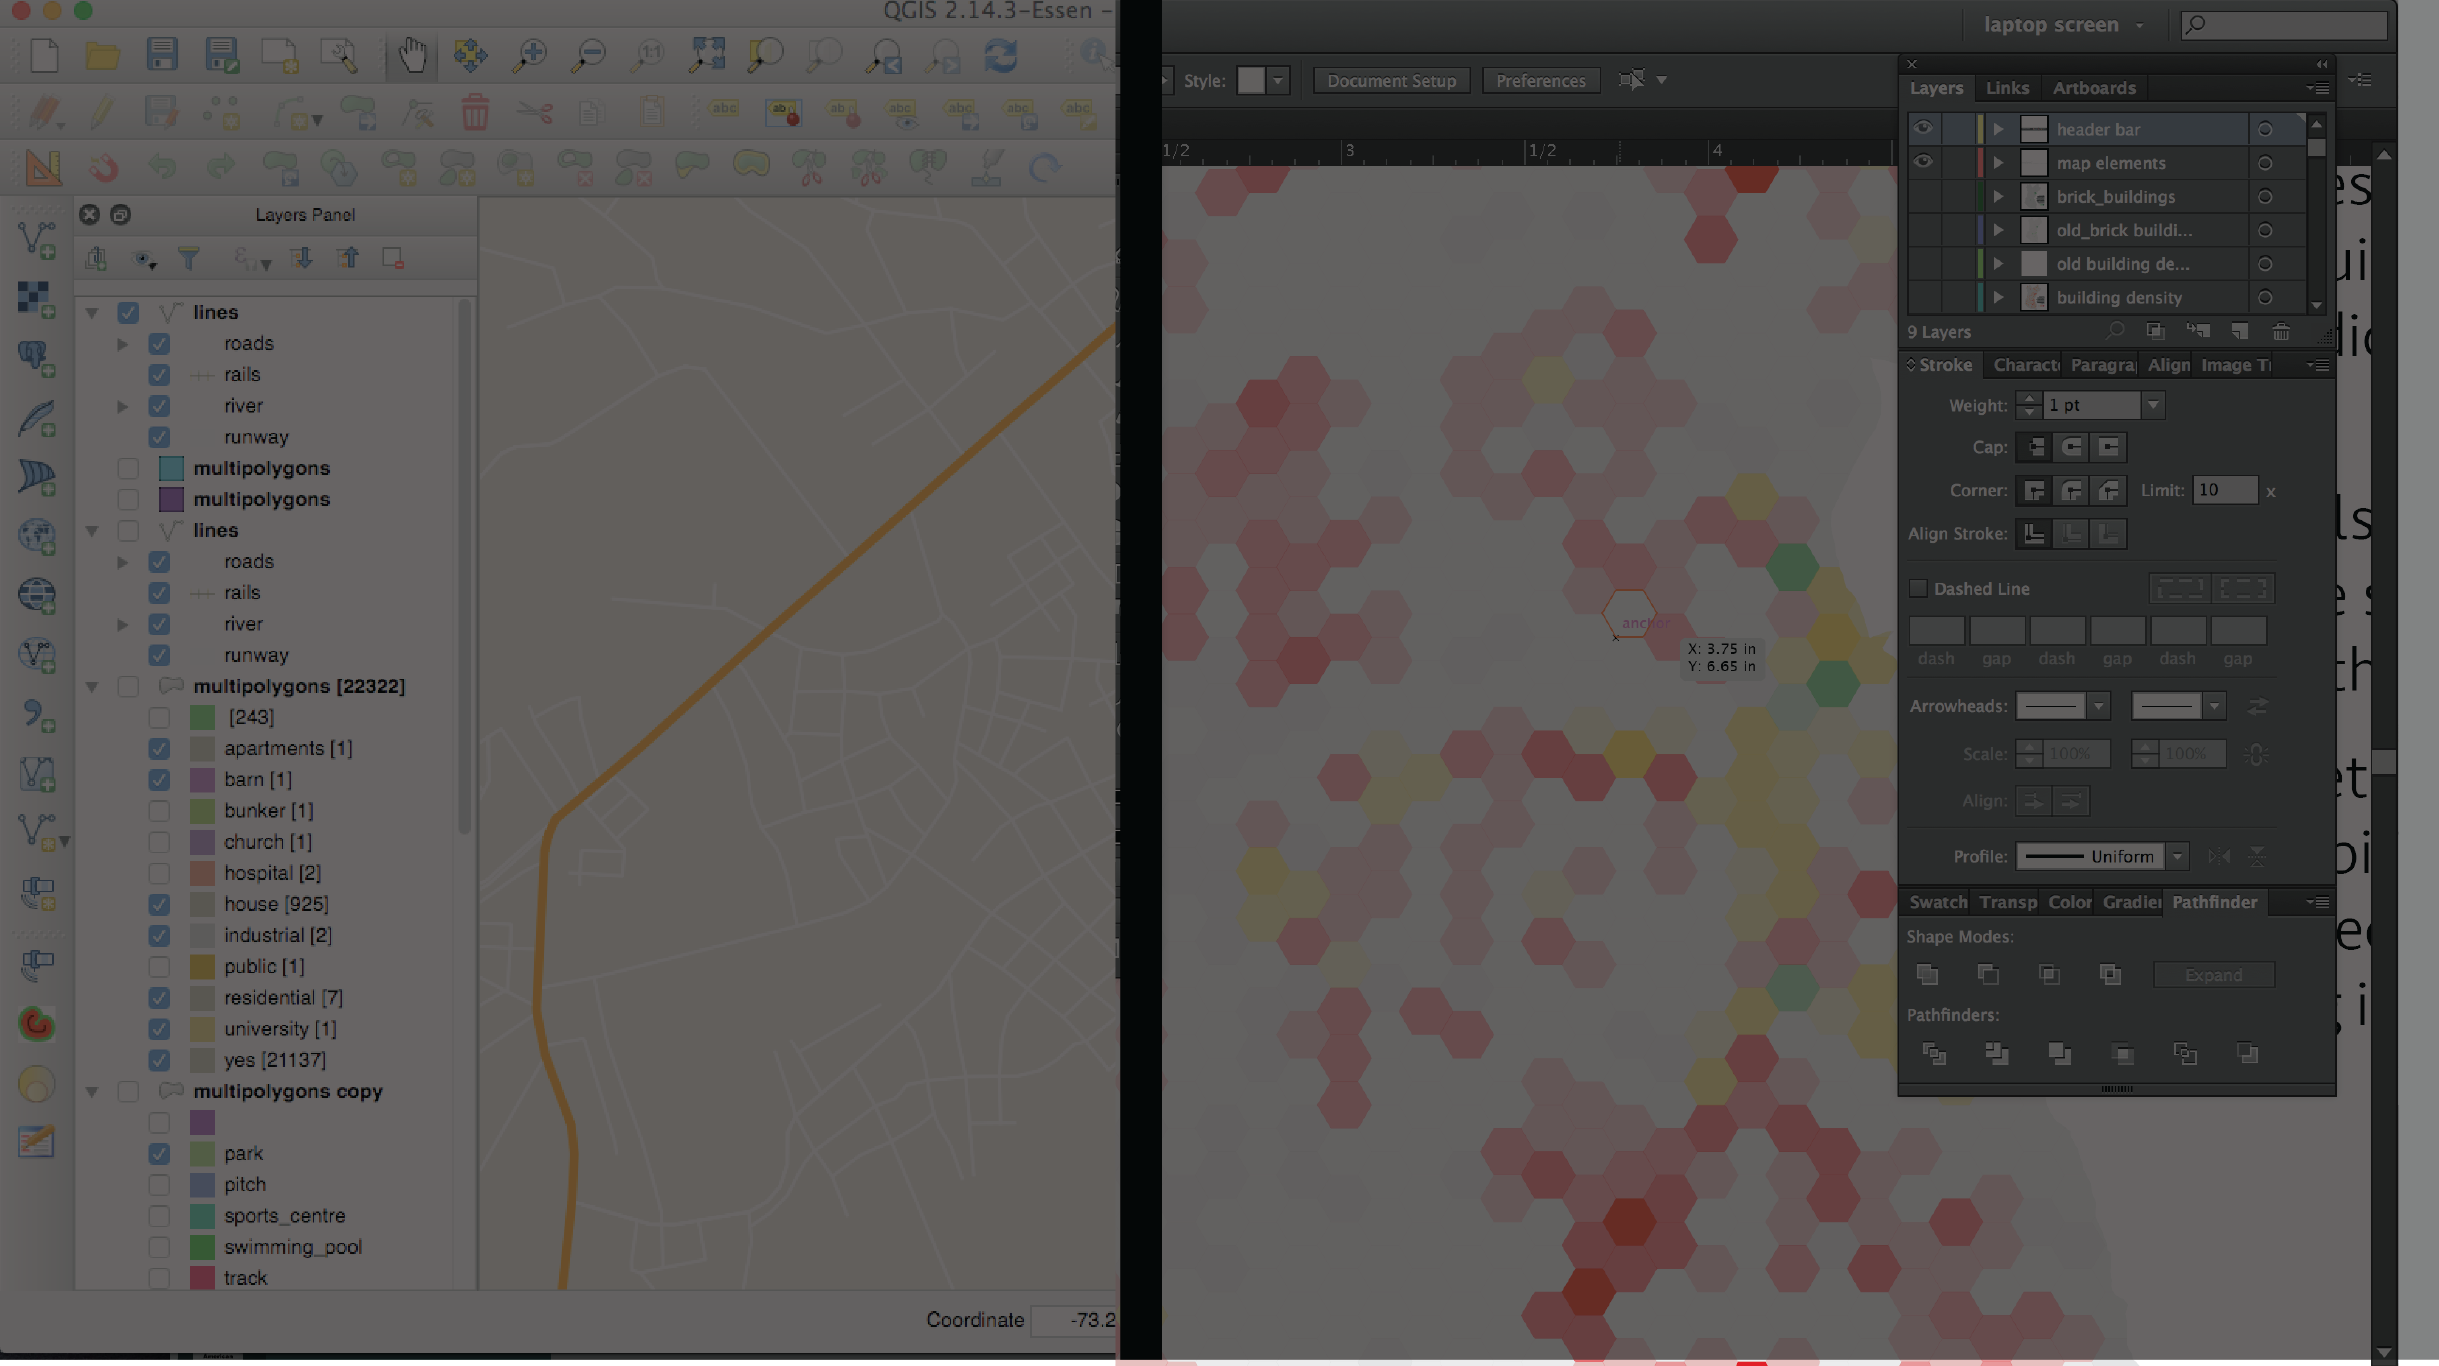 QGIS 2.14.3-Essen -
Layers Panel
lines
roads
rails
river
runway
multipolygons
multipolygons
lines
roads
rails
river
runway
multipolygons [22322]
[243]
apartments [1]
barn [1]
bunker [1]
church [1]
hospital [2]
house [925]
industrial [2]
public [1]
residential [7]
university [1]
yes [21137]
multipolygons copy
park
pitch
sports_centre
swimming_pool
track
Coordinate -73.2
laptop screen
Style: Document Setup Preferences
1/2 3 1/2 4
anchor
X: 3.75 in
Y: 6.65 in
Layers Links Artboards
header bar
map elements
brick_buildings
old_brick buildi...
old building de...
building density
9 Layers
Stroke Charact Paragra Align Image T
Weight: 1 pt
Cap:
Corner: Limit: 10 x
Align Stroke:
Dashed Line
dash gap dash gap dash gap
Arrowheads:
Scale: 100% 100%
Align:
Profile: Uniform
Swatch Transp Color Gradier Pathfinder
Shape Modes:
Expand
Pathfinders: